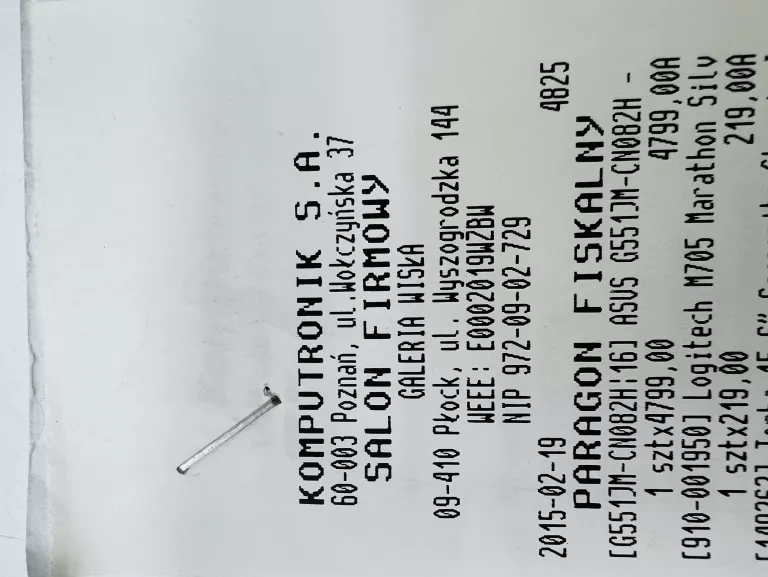 KOMPUTRONIK S.A.
60-003 Poznań, ul.Wołczyńska 37
SALON FIRMOWY
GALERIA WISŁA
09-410 Płock, ul. Wyszogrodzka 144
WEEE: E0002019WZBW
NIP 972-09-02-729
2015-02-19 4825
PARAGON FISKALNY
[G551JM-CN082H¦16] ASUS G551JM-CN082H -
1 sztx4799,00 4799,00A
[910-001950] Logitech M705 Marathon Silv
1 sztx219,00 219,00A